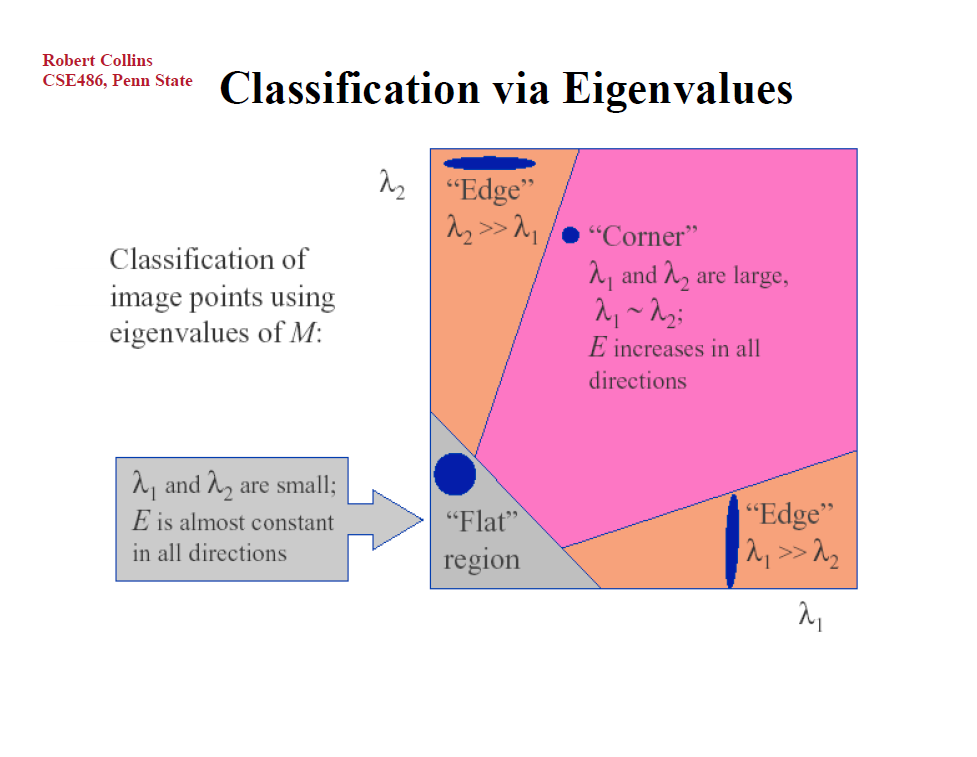 Robert Collins
CSE486, Penn State
Classification via Eigenvalues
λ₂
“Edge”
λ₂ >> λ₁
“Corner”
λ₁ and λ₂ are large,
λ₁ ~ λ₂;
E increases in all
directions
Classification of
image points using
eigenvalues of M:
λ₁ and λ₂ are small;
E is almost constant
in all directions
“Flat”
region
“Edge”
λ₁ >> λ₂
λ₁